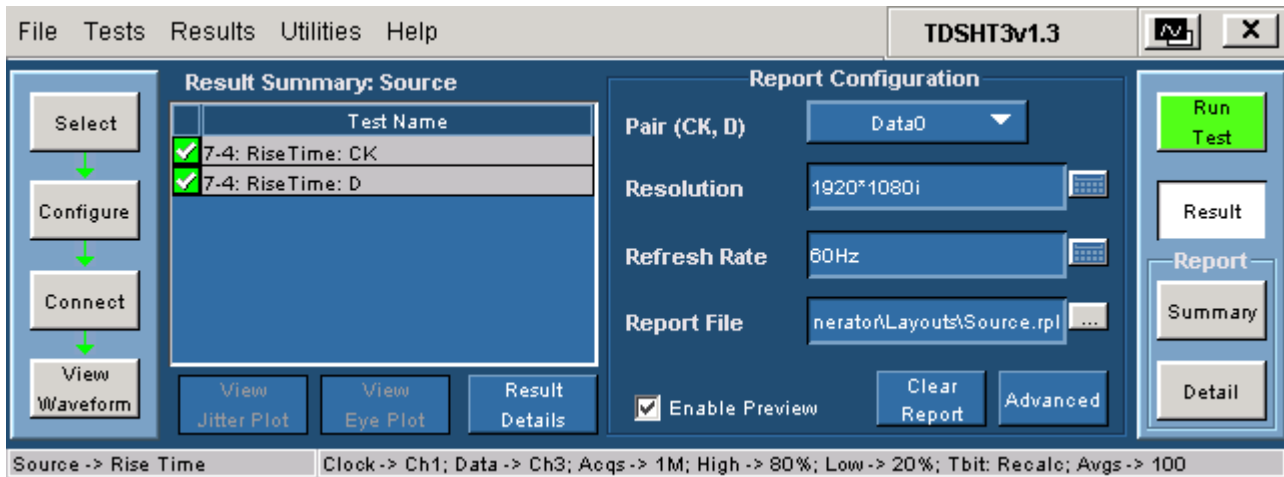 File Tests Results Utilities Help TDSHT3v1.3
Select
Configure
Connect
View
Waveform
Result Summary: Source
Test Name
7-4: RiseTime: CK
7-4: RiseTime: D
View
Jitter Plot
View
Eye Plot
Result
Details
Report Configuration
Pair (CK, D) Data0
Resolution 1920*1080i
Refresh Rate 60Hz
Report File nerator\Layouts\Source.rpl ...
Enable Preview
Clear
Report
Advanced
Run
Test
Result
Report
Summary
Detail
Source -> Rise Time Clock -> Ch1; Data -> Ch3; Acqs -> 1M; High -> 80%; Low -> 20%; Tbit: Recalc; Avgs -> 100